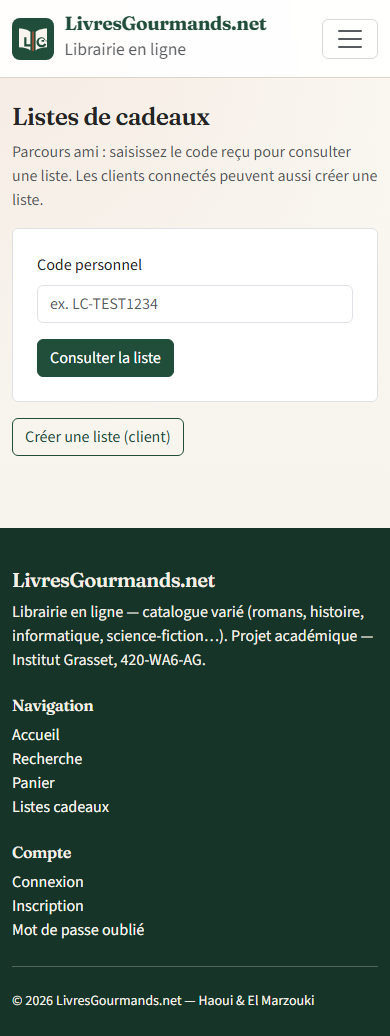 LG
LivresGourmands.net
Librairie en ligne
Listes de cadeaux
Parcours ami : saisissez le code reçu pour consulter
une liste. Les clients connectés peuvent aussi créer une
liste.
Code personnel
ex. LC-TEST1234
Consulter la liste
Créer une liste (client)
LivresGourmands.net
Librairie en ligne — catalogue varié (romans, histoire,
informatique, science-fiction…). Projet académique —
Institut Grasset, 420-WA6-AG.
Navigation
Accueil
Recherche
Panier
Listes cadeaux
Compte
Connexion
Inscription
Mot de passe oublié
© 2026 LivresGourmands.net — Haoui & El Marzouki